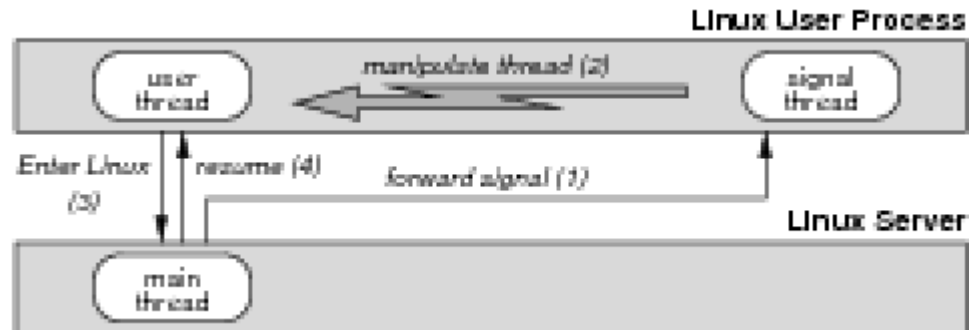 Linux User Process
user
thread
manipulate thread (2)
signal
thread
Enter Linux
(3)
resume (4)
forward signal (1)
Linux Server
main
thread